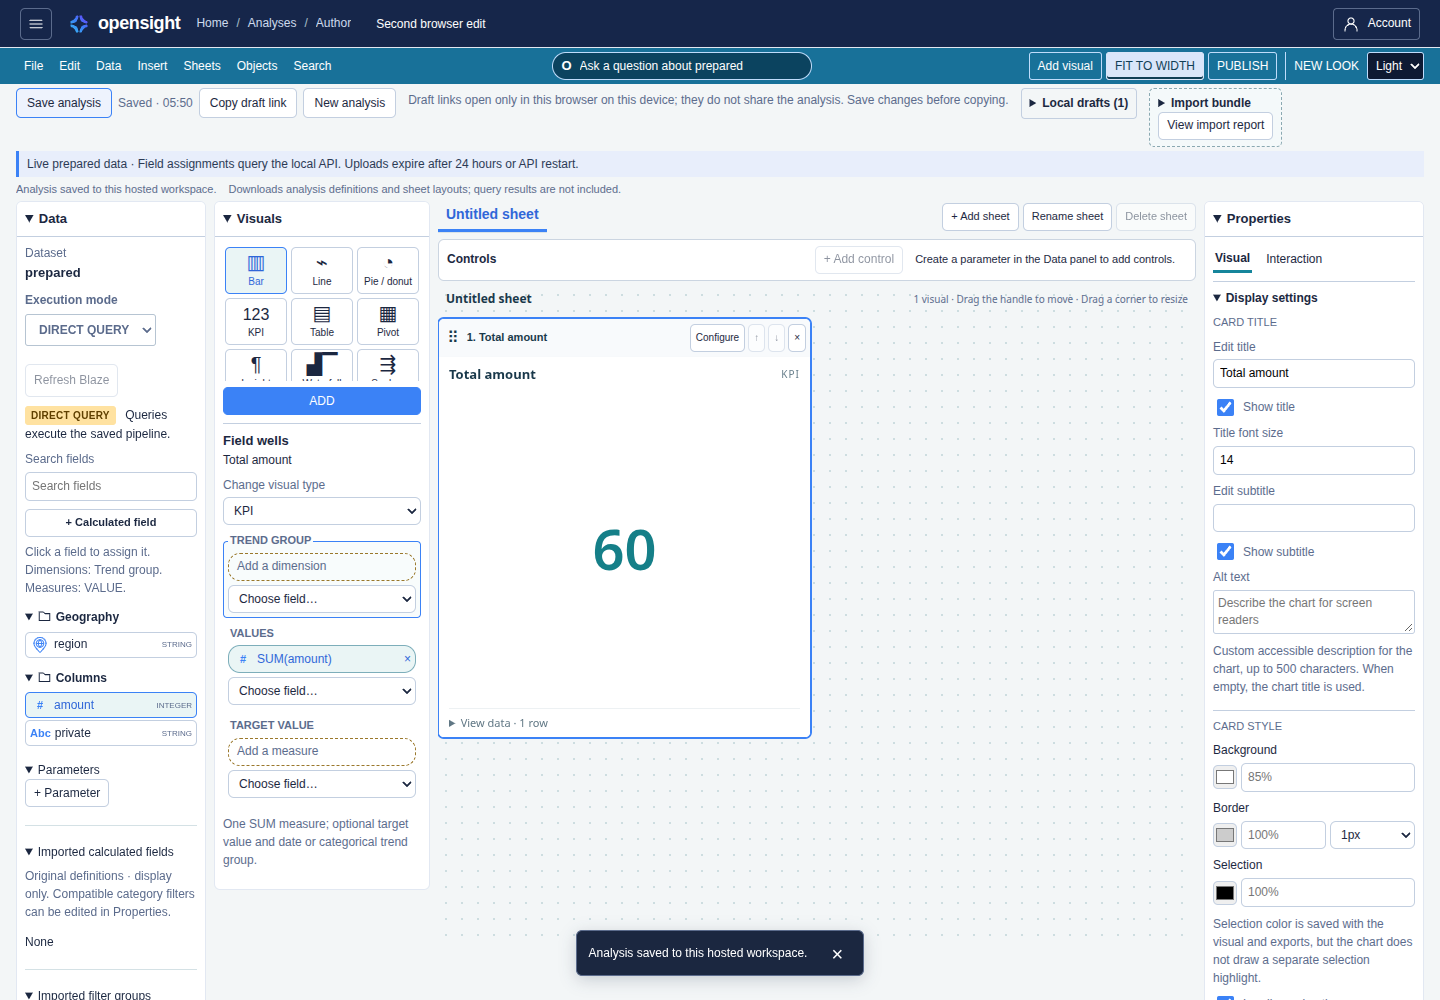 opensight
Home / Analyses / Author
Second browser edit
Account
File Edit Data Insert Sheets Objects Search
Ask a question about prepared
Add visual
FIT TO WIDTH
PUBLISH
NEW LOOK
Light
Save analysis
Saved · 05:50
Copy draft link
New analysis
Draft links open only in this browser on this device; they do not share the analysis. Save changes before copying.
Local drafts (1)
Import bundle
View import report
Live prepared data · Field assignments query the local API. Uploads expire after 24 hours or API restart.
Analysis saved to this hosted workspace. Downloads analysis definitions and sheet layouts; query results are not included.
Data
Dataset
prepared
Execution mode
DIRECT QUERY
Refresh Blaze
DIRECT QUERY Queries
execute the saved pipeline.
Search fields
Search fields
+ Calculated field
Click a field to assign it.
Dimensions: Trend group.
Measures: VALUE.
Geography
region STRING
Columns
# amount INTEGER
Abc private STRING
Parameters
+ Parameter
Imported calculated fields
Original definitions · display
only. Compatible category filters
can be edited in Properties.
None
Imported filter groups
Visuals
Bar
Line
Pie / donut
123
KPI
Table
Pivot
ADD
Field wells
Total amount
Change visual type
KPI
TREND GROUP
Add a dimension
Choose field…
VALUES
# SUM(amount) ×
Choose field…
TARGET VALUE
Add a measure
Choose field…
One SUM measure; optional target
value and date or categorical trend
group.
Untitled sheet
+ Add sheet
Rename sheet
Delete sheet
Controls
+ Add control
Create a parameter in the Data panel to add controls.
Untitled sheet
1 visual · Drag the handle to move · Drag a corner to resize
1. Total amount
Configure ↑ ↓ ×
Total amount
KPI
60
View data · 1 row
Analysis saved to this hosted workspace. ×
Properties
Visual Interaction
Display settings
CARD TITLE
Edit title
Total amount
Show title
Title font size
14
Edit subtitle
Show subtitle
Alt text
Describe the chart for screen
readers
Custom accessible description for the
chart, up to 500 characters. When
empty, the chart title is used.
CARD STYLE
Background
85%
Border
100%
1px
Selection
100%
Selection color is saved with the
visual and exports, but the chart does
not draw a separate selection
highlight.